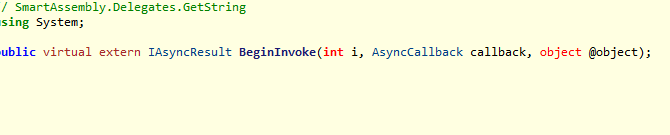 // SmartAssembly.Delegates.GetString
using System;
public virtual extern IAsyncResult BeginInvoke(int i, AsyncCallback callback, object @object);